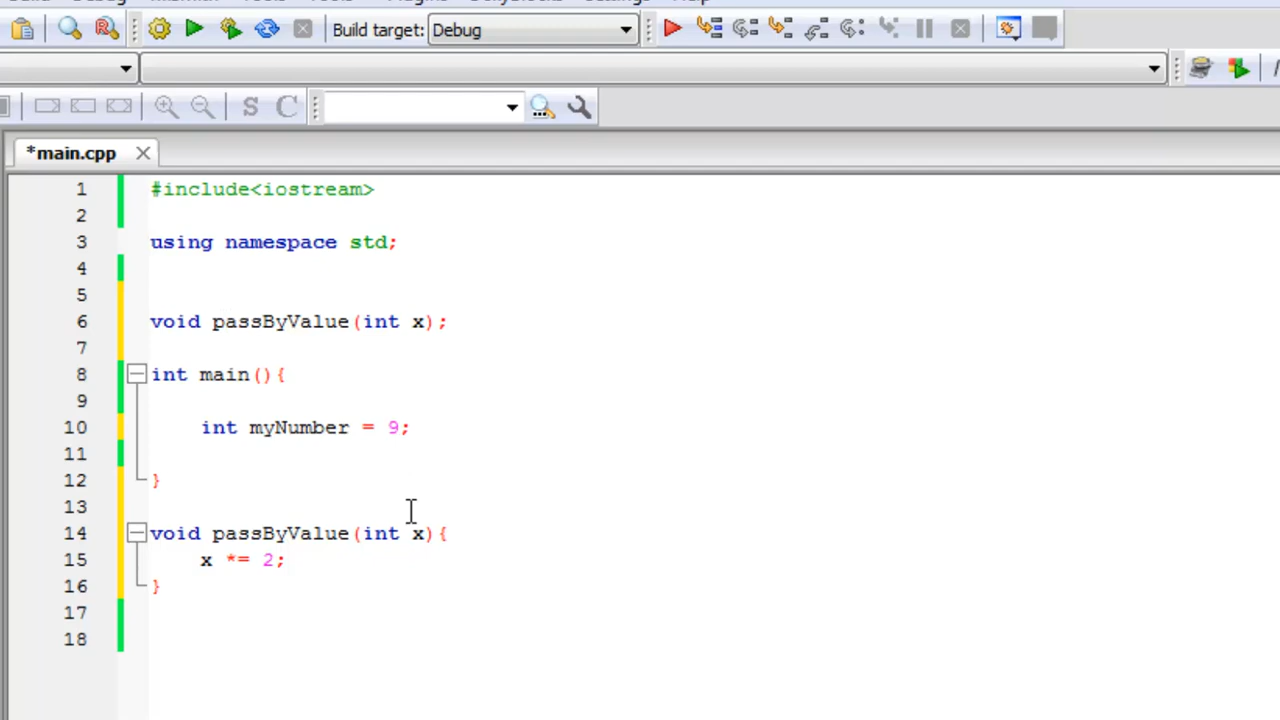 Build target: Debug
S C
*main.cpp
1 #include<iostream>
2
3 using namespace std;
4
5
6 void passByValue(int x);
7
8 int main(){
9
10 int myNumber = 9;
11
12 }
13
14 void passByValue(int x){
15 x *= 2;
16 }
17
18